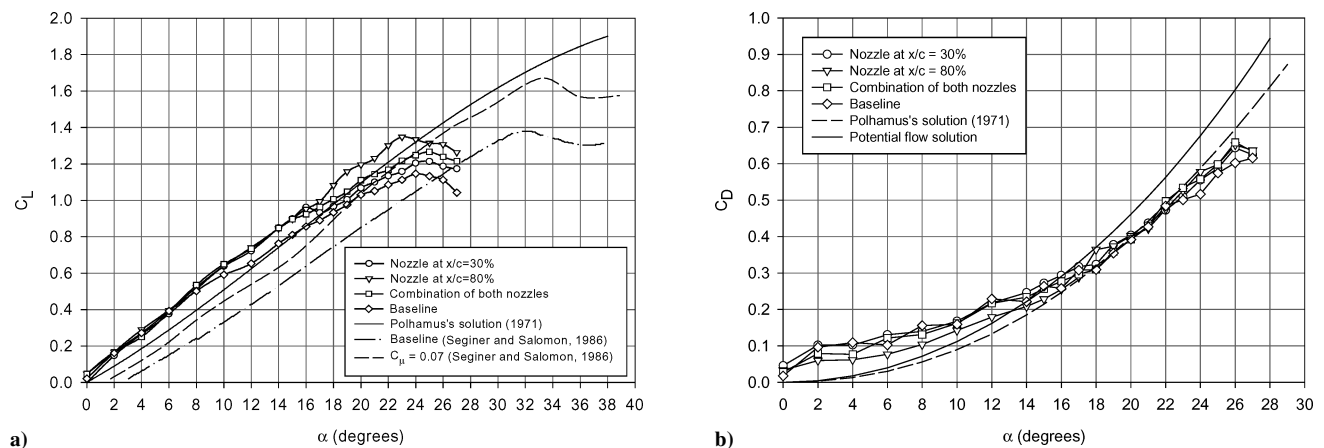 2.0
1.8
1.6
1.4
1.2
1.0
0.8
0.6
0.4
0.2
0.0
C_L
0 2 4 6 8 10 12 14 16 18 20 22 24 26 28 30 32 34 36 38 40
α (degrees)
Nozzle at x/c=30%
Nozzle at x/c=80%
Combination of both nozzles
Baseline
Polhamus's solution (1971)
Baseline (Seginer and Salomon, 1986)
C_μ = 0.07 (Seginer and Salomon, 1986)
a)
1.0
0.9
0.8
0.7
0.6
0.5
0.4
0.3
0.2
0.1
0.0
C_D
0 2 4 6 8 10 12 14 16 18 20 22 24 26 28 30
α (degrees)
Nozzle at x/c = 30%
Nozzle at x/c = 80%
Combination of both nozzles
Baseline
Polhamus's solution (1971)
Potential flow solution
b)